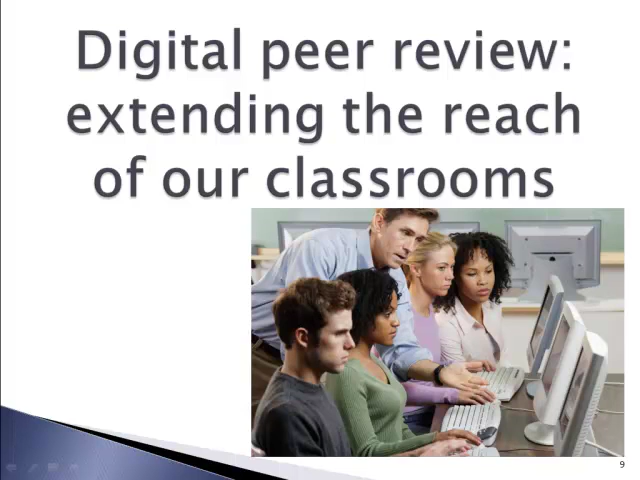 Digital peer review:
extending the reach
of our classrooms
9